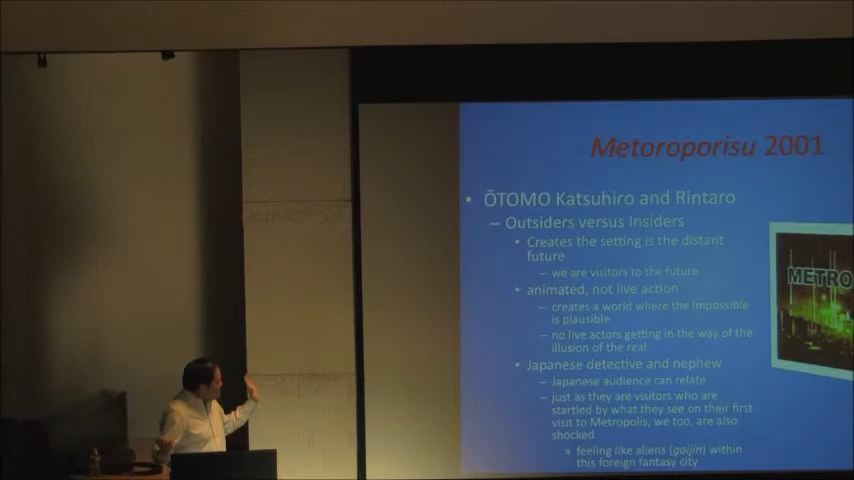 Metoroporisu 2001
• ŌTOMO Katsuhiro and Rintaro
– Outsiders versus Insiders
• Creates the setting is the distant
future
– we are visitors to the future
• animated, not live action
– creates a world where the impossible
is plausible
– no live actors getting in the way of the
illusion of the real
• Japanese detective and nephew
– Japanese audience can relate
– just as they are visitors who are
startled by what they see on their first
visit to Metropolis, we too, are also
shocked
» feeling like aliens (gaijin) within
this foreign fantasy city
METRO